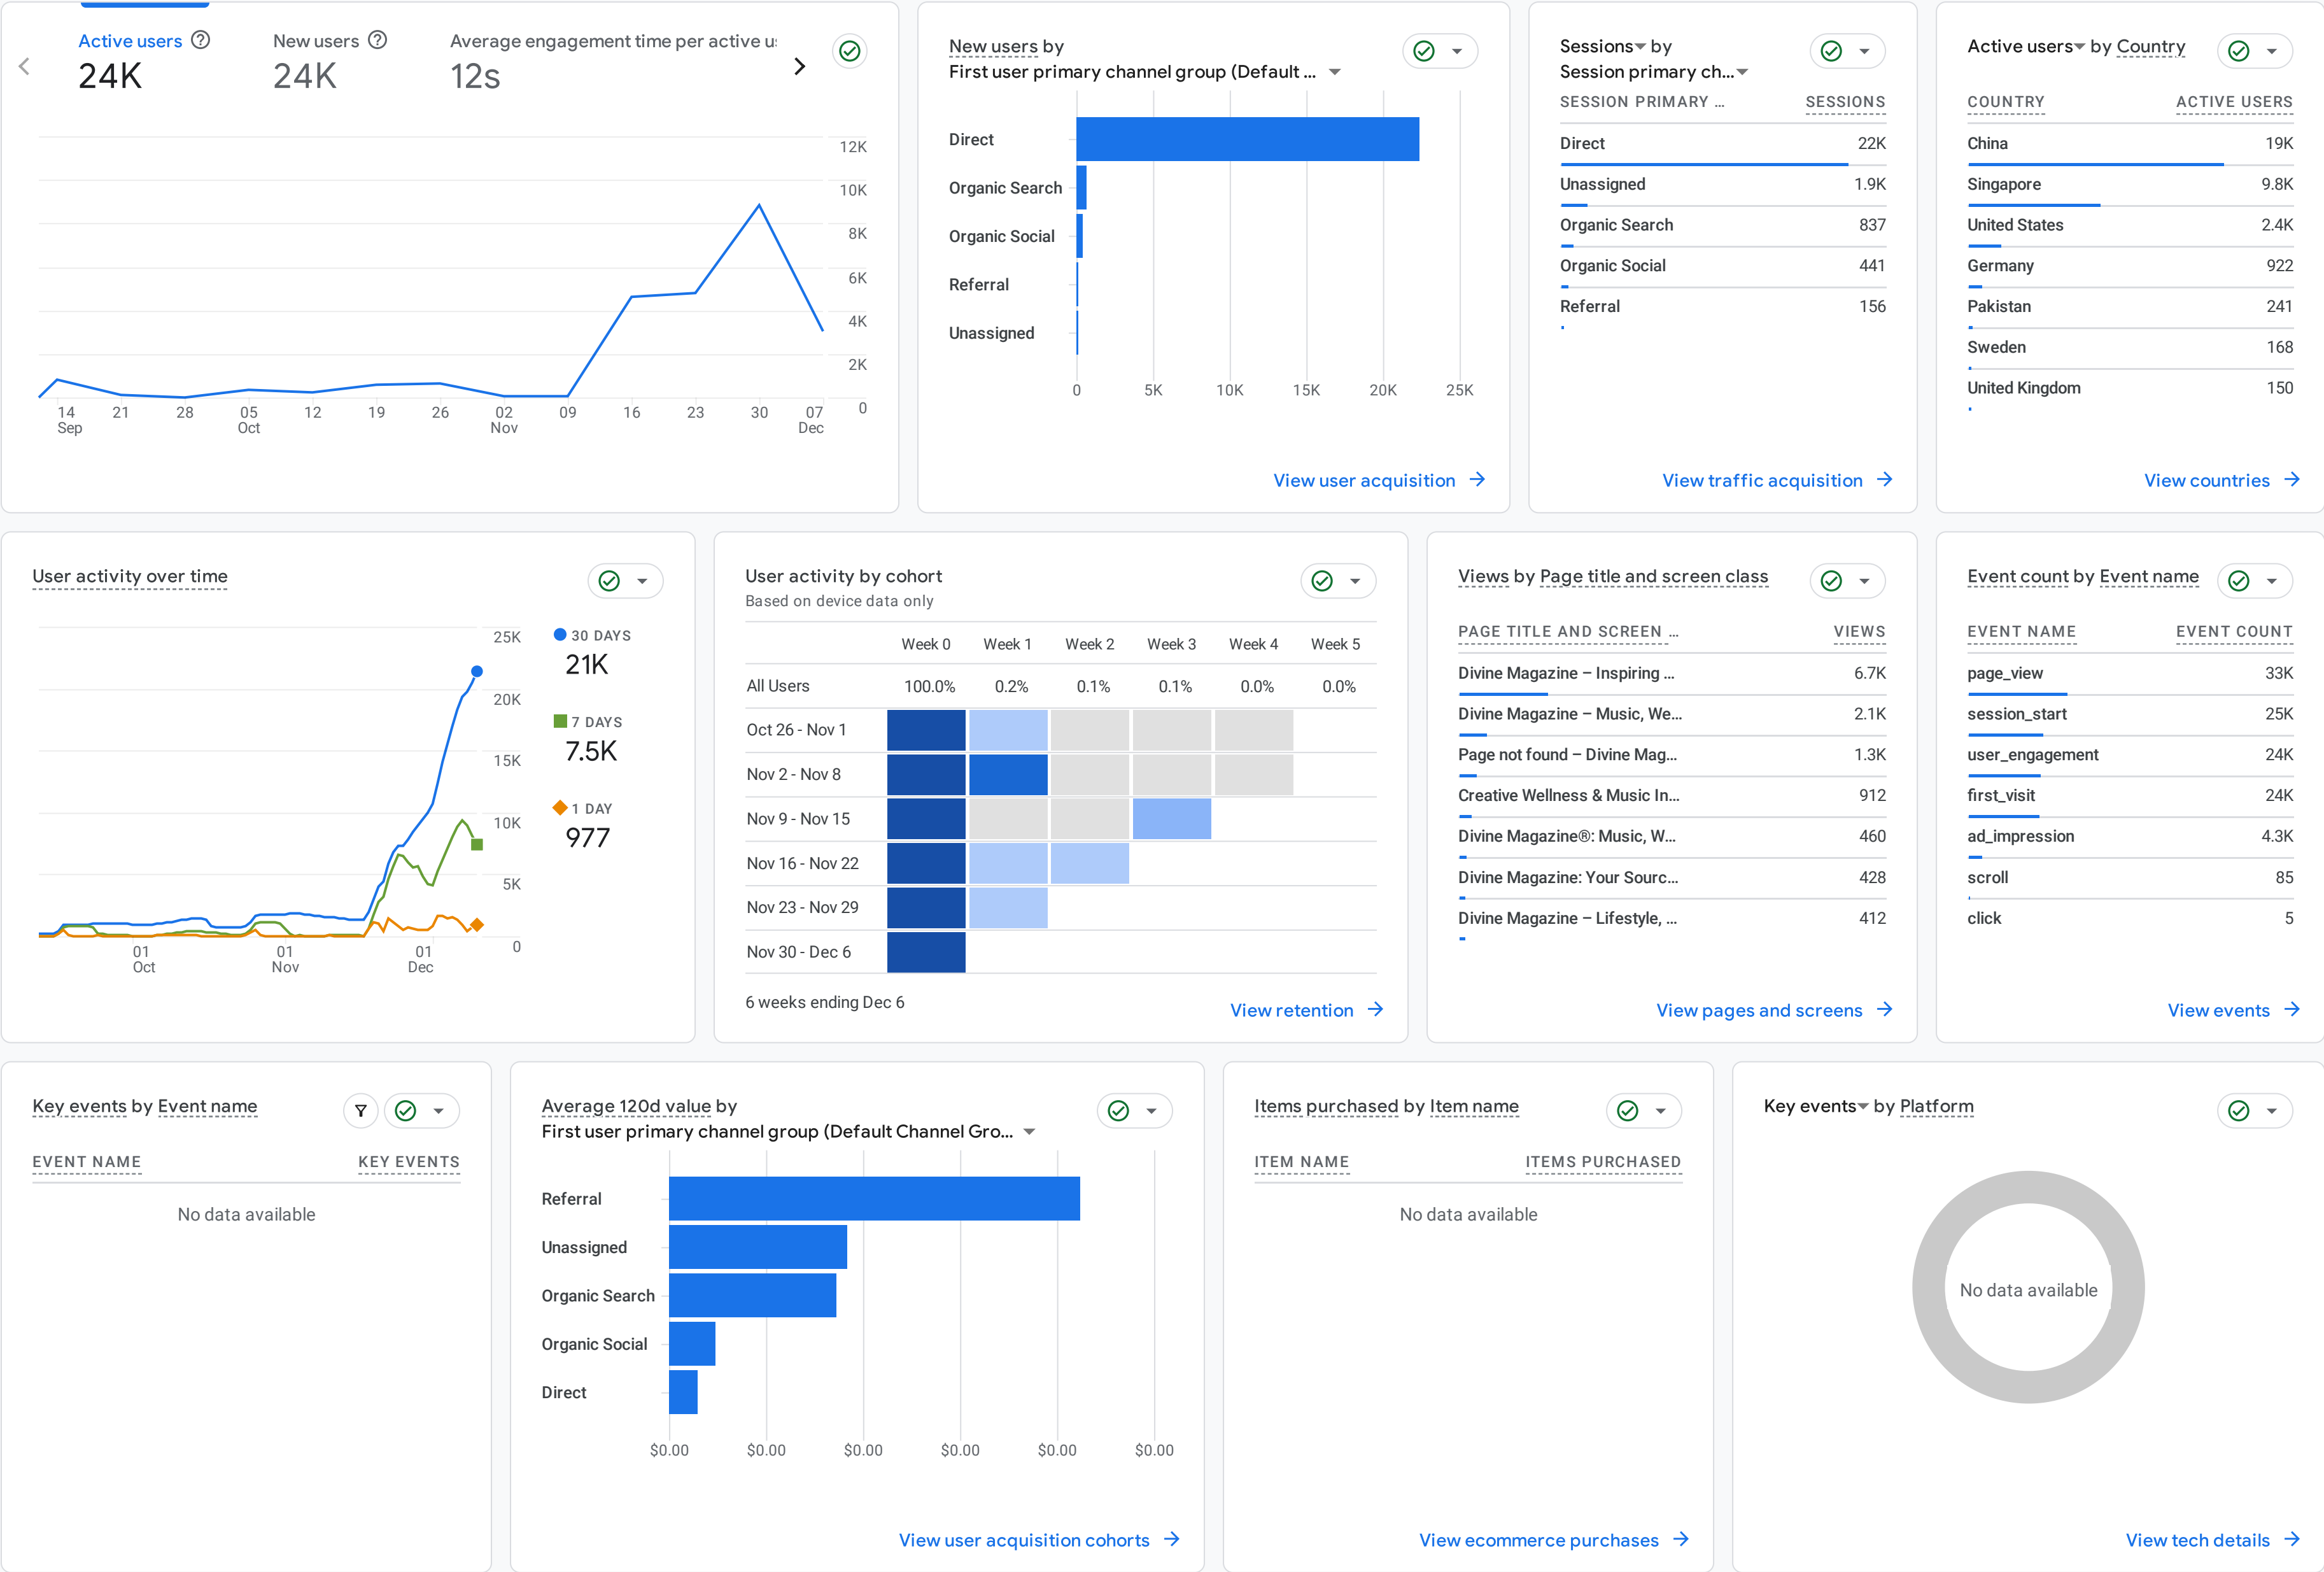 Active users
24K
New users
24K
Average engagement time per active u
12s
12K
10K
8K
6K
4K
2K
0
14
Sep
21
28
05
Oct
12
19
26
02
Nov
09
16
23
30
07
Dec
New users by
First user primary channel group (Default ...
Direct
Organic Search
Organic Social
Referral
Unassigned
0
5K
10K
15K
20K
25K
View user acquisition
Sessions by
Session primary ch...
SESSION PRIMARY ... SESSIONS
Direct 22K
Unassigned 1.9K
Organic Search 837
Organic Social 441
Referral 156
View traffic acquisition
Active users by Country
COUNTRY ACTIVE USERS
China 19K
Singapore 9.8K
United States 2.4K
Germany 922
Pakistan 241
Sweden 168
United Kingdom 150
View countries
User activity over time
25K
20K
15K
10K
5K
0
01
Oct
01
Nov
01
Dec
30 DAYS
21K
7 DAYS
7.5K
1 DAY
977
User activity by cohort
Based on device data only
Week 0 Week 1 Week 2 Week 3 Week 4 Week 5
All Users 100.0% 0.2% 0.1% 0.1% 0.0% 0.0%
Oct 26 - Nov 1
Nov 2 - Nov 8
Nov 9 - Nov 15
Nov 16 - Nov 22
Nov 23 - Nov 29
Nov 30 - Dec 6
6 weeks ending Dec 6
View retention
Views by Page title and screen class
PAGE TITLE AND SCREEN ... VIEWS
Divine Magazine – Inspiring ... 6.7K
Divine Magazine – Music, We... 2.1K
Page not found – Divine Mag... 1.3K
Creative Wellness & Music In... 912
Divine Magazine®: Music, W... 460
Divine Magazine: Your Sourc... 428
Divine Magazine – Lifestyle, ... 412
View pages and screens
Event count by Event name
EVENT NAME EVENT COUNT
page_view 33K
session_start 25K
user_engagement 24K
first_visit 24K
ad_impression 4.3K
scroll 85
click 5
View events
Key events by Event name
EVENT NAME KEY EVENTS
No data available
Average 120d value by
First user primary channel group (Default Channel Gro...
Referral
Unassigned
Organic Search
Organic Social
Direct
$0.00 $0.00 $0.00 $0.00 $0.00 $0.00
View user acquisition cohorts
Items purchased by Item name
ITEM NAME ITEMS PURCHASED
No data available
View ecommerce purchases
Key events by Platform
No data available
View tech details